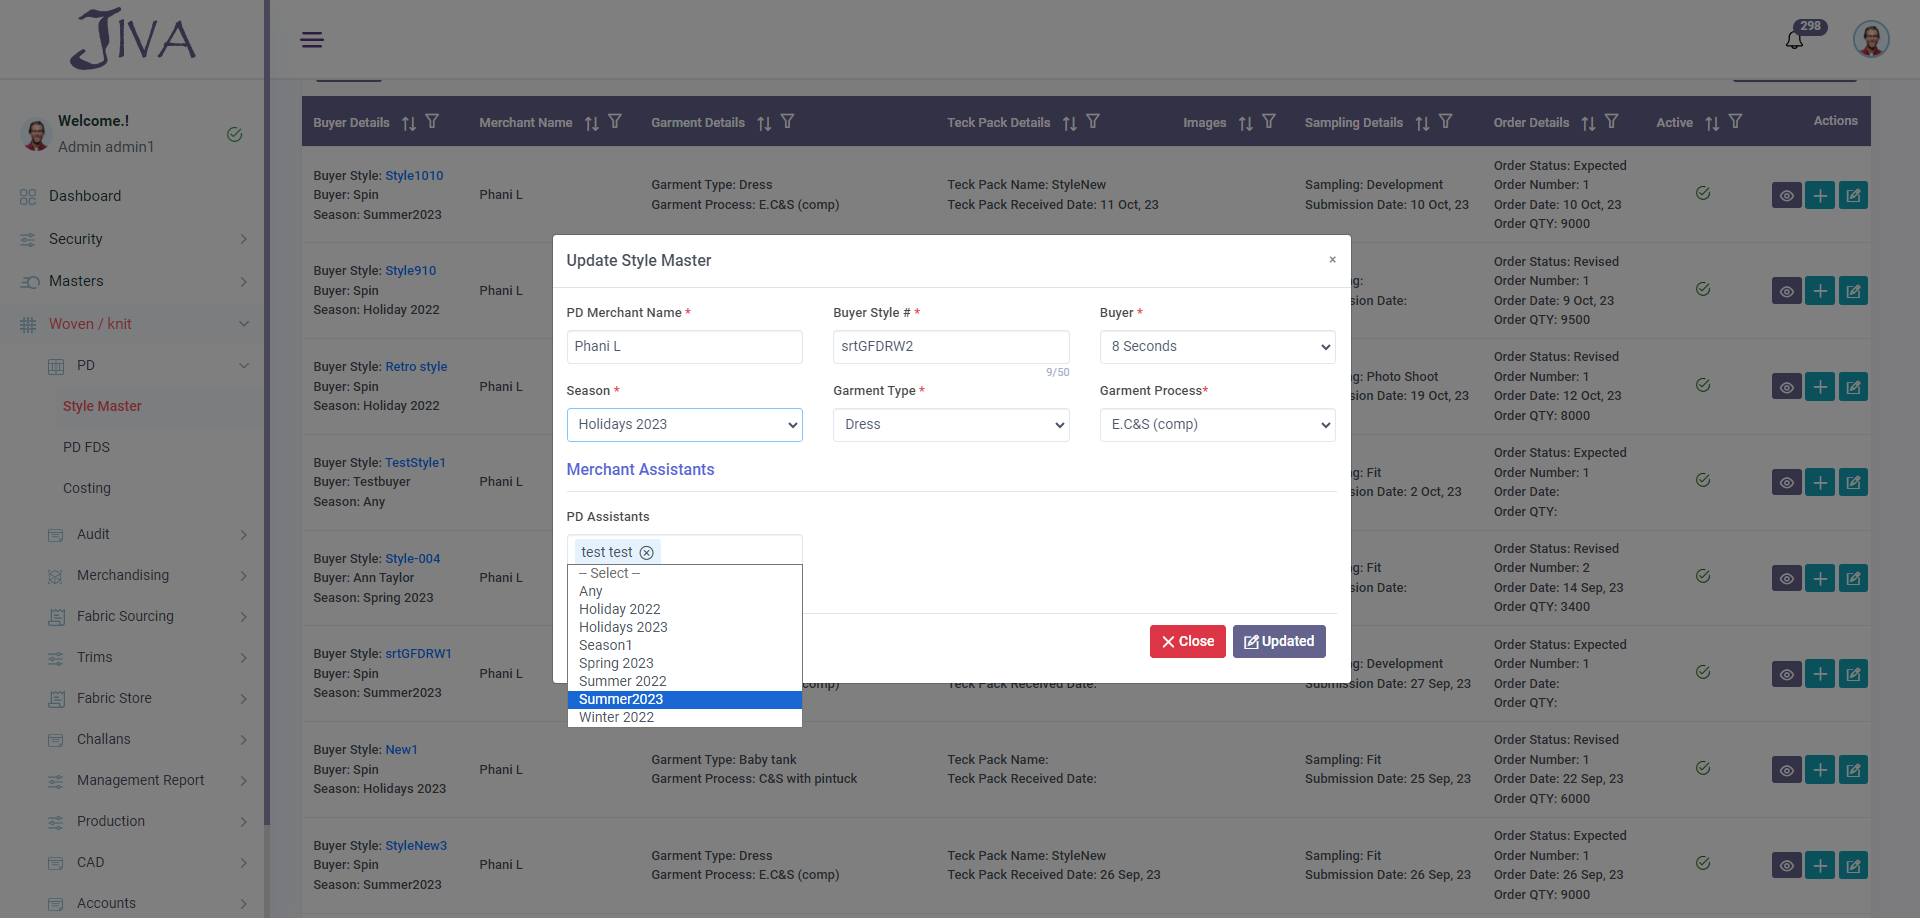 JIVA
298
Welcome.!
Admin admin1
Dashboard
Security
Masters
Woven / knit
PD
Style Master
PD FDS
Costing
Audit
Merchandising
Fabric Sourcing
Trims
Fabric Store
Challans
Management Report
Production
CAD
Accounts
Buyer Details Merchant Name Garment Details Teck Pack Details Images Sampling Details Order Details Active Actions
Buyer Style: Style1010
Buyer: Spin
Season: Summer2023
Phani L
Garment Type: Dress
Garment Process: E.C&S (comp)
Teck Pack Name: StyleNew
Teck Pack Received Date: 11 Oct, 23
Sampling: Development
Submission Date: 10 Oct, 23
Order Status: Expected
Order Number: 1
Order Date: 10 Oct, 23
Order QTY: 9000
Buyer Style: Style910
Buyer: Spin
Season: Holiday 2022
Phani L
g:
sion Date:
Order Status: Revised
Order Number: 1
Order Date: 9 Oct, 23
Order QTY: 9500
Buyer Style: Retro style
Buyer: Spin
Season: Holiday 2022
Phani L
g: Photo Shoot
sion Date: 19 Oct, 23
Order Status: Revised
Order Number: 1
Order Date: 12 Oct, 23
Order QTY: 8000
Buyer Style: TestStyle1
Buyer: Testbuyer
Season: Any
Phani L
g: Fit
sion Date: 2 Oct, 23
Order Status: Expected
Order Number: 1
Order Date:
Order QTY:
Buyer Style: Style-004
Buyer: Ann Taylor
Season: Spring 2023
Phani L
g: Fit
sion Date:
Order Status: Revised
Order Number: 2
Order Date: 14 Sep, 23
Order QTY: 3400
Buyer Style: srtGFDRW1
Buyer: Spin
Season: Summer2023
Phani L
comp)
Teck Pack Received Date:
g: Development
Submission Date: 27 Sep, 23
Order Status: Expected
Order Number: 1
Order Date:
Order QTY:
Buyer Style: New1
Buyer: Spin
Season: Holidays 2023
Phani L
Garment Type: Baby tank
Garment Process: C&S with pintuck
Teck Pack Name:
Teck Pack Received Date:
Sampling: Fit
Submission Date: 25 Sep, 23
Order Status: Revised
Order Number: 1
Order Date: 22 Sep, 23
Order QTY: 6000
Buyer Style: StyleNew3
Buyer: Spin
Season: Summer2023
Phani L
Garment Type: Dress
Garment Process: E.C&S (comp)
Teck Pack Name: StyleNew
Teck Pack Received Date: 26 Sep, 23
Sampling: Fit
Submission Date: 26 Sep, 23
Order Status: Expected
Order Number: 1
Order Date: 26 Sep, 23
Order QTY: 9000
Update Style Master
×
PD Merchant Name *
Phani L
Buyer Style # *
srtGFDRW2
9/50
Buyer *
8 Seconds
Season *
Holidays 2023
Garment Type *
Dress
Garment Process*
E.C&S (comp)
Merchant Assistants
PD Assistants
test test
-- Select --
Any
Holiday 2022
Holidays 2023
Season1
Spring 2023
Summer 2022
Summer2023
Winter 2022
Close
Updated